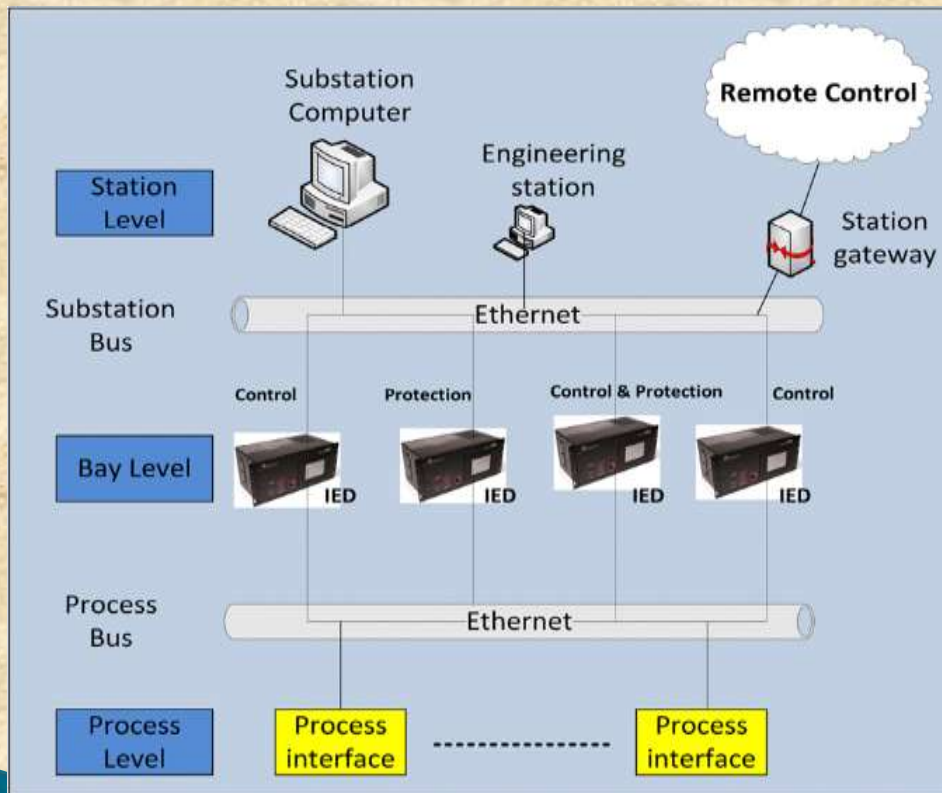 Substation
Computer
Remote Control
Engineering
station
Station
Level
Station
gateway
Substation
Bus
Ethernet
Control
Protection
Control & Protection
Control
Bay Level
IED
IED
IED
IED
Process
Bus
Ethernet
Process
Level
Process
interface
Process
interface